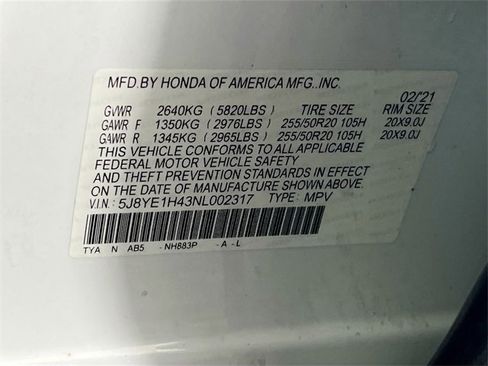 MFD. BY HONDA OF AMERICA MFG., INC.
02/21
GVWR 2640KG (5820LBS) TIRE SIZE RIM SIZE
GAWR F 1350KG (2976LBS) 255/50R20 105H 20X9.0J
GAWR R 1345KG (2965LBS) 255/50R20 105H 20X9.0J
THIS VEHICLE CONFORMS TO ALL APPLICABLE
FEDERAL MOTOR VEHICLE SAFETY
AND THEFT PREVENTION STANDARDS IN EFFECT
ON THE DATE OF MANUFACTURE SHOWN ABOVE.
V.I.N: 5J8YE1H43NL002317 TYPE: MPV
TYA N AB5 -NH883P -A -L